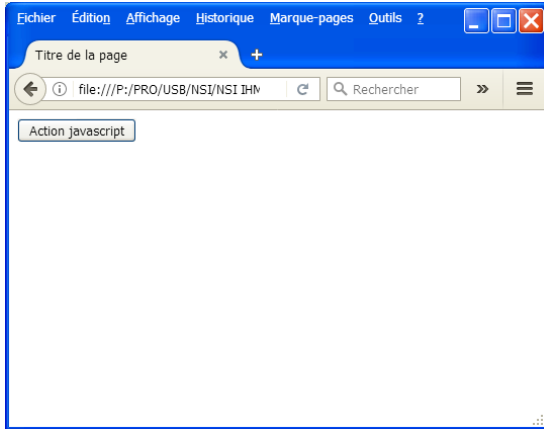 Fichier Édition Affichage Historique Marque-pages Outils ?
Titre de la page
file:///P:/PRO/USB/NSI/NSI IHM Rechercher
Action javascript